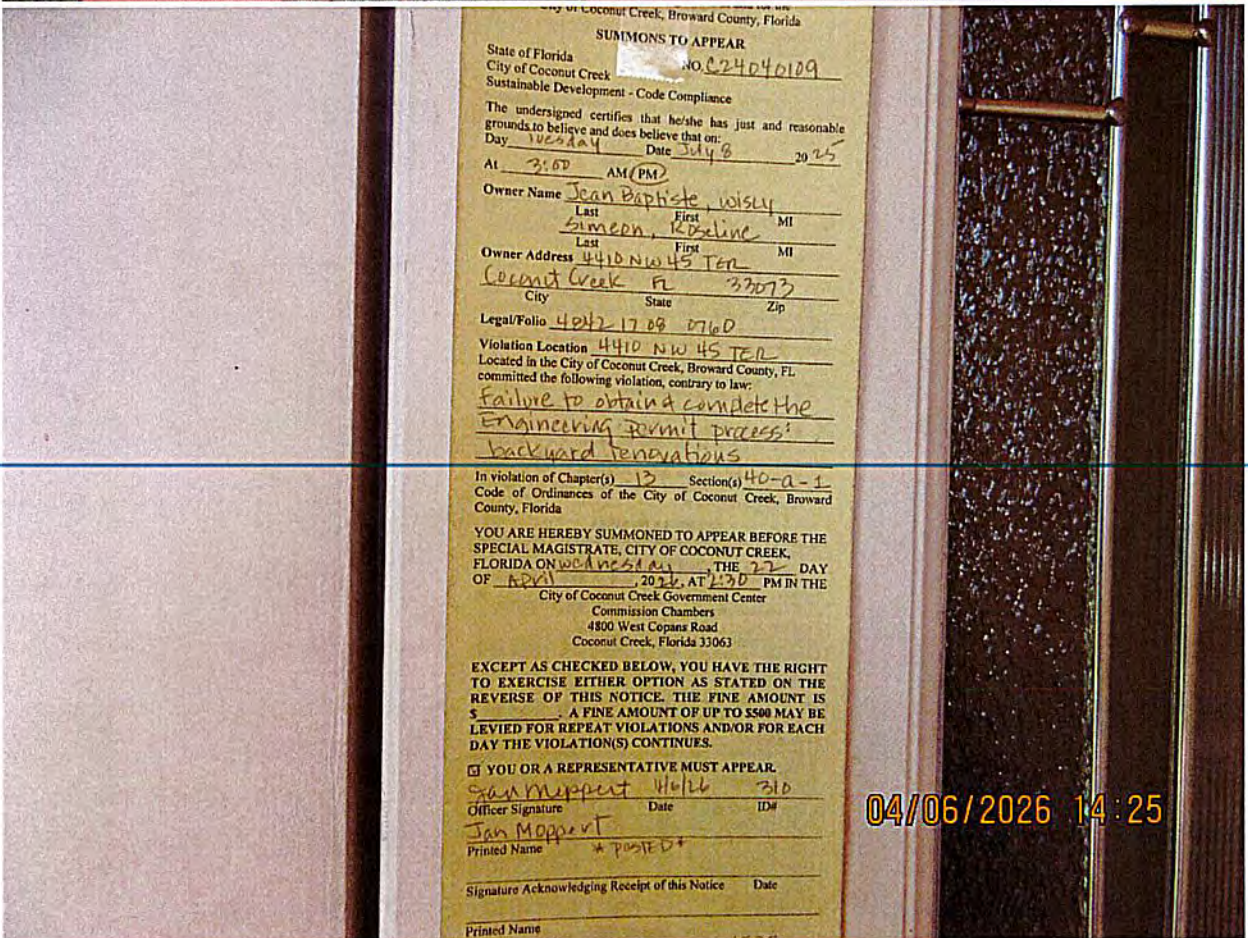 City of Coconut Creek, Broward County, Florida
SUMMONS TO APPEAR
State of Florida
NO. C24040109
City of Coconut Creek
Sustainable Development - Code Compliance
The undersigned certifies that he/she has just and reasonable
grounds to believe and does believe that on:
Day Tuesday Date July 8 20 25
At 3:00 AM PM
Owner Name Jean Baptiste, Wisly
Last First MI
Simeon, Roseline
Last First MI
Owner Address 4410 NW 45 TER
Coconut Creek FL 33073
City State Zip
Legal/Folio 4842 17 08 0760
Violation Location 4410 NW 45 TER
Located in the City of Coconut Creek, Broward County, FL
committed the following violation, contrary to law:
Failure to obtain & complete the
Engineering permit process:
backyard renovations
In violation of Chapter(s) 13 Section(s) 40-a-1
Code of Ordinances of the City of Coconut Creek, Broward
County, Florida
YOU ARE HEREBY SUMMONED TO APPEAR BEFORE THE
SPECIAL MAGISTRATE, CITY OF COCONUT CREEK,
FLORIDA ON Wednesday, THE 22 DAY
OF April, 2026, AT 2:30 PM IN THE
City of Coconut Creek Government Center
Commission Chambers
4800 West Copans Road
Coconut Creek, Florida 33063
EXCEPT AS CHECKED BELOW, YOU HAVE THE RIGHT
TO EXERCISE EITHER OPTION AS STATED ON THE
REVERSE OF THIS NOTICE. THE FINE AMOUNT IS
$ . A FINE AMOUNT OF UP TO $500 MAY BE
LEVIED FOR REPEAT VIOLATIONS AND/OR FOR EACH
DAY THE VIOLATION(S) CONTINUES.
☑ YOU OR A REPRESENTATIVE MUST APPEAR.
Jan Moppert 4/6/26 310
Officer Signature Date ID#
Jan Moppert
Printed Name * POSTED *
Signature Acknowledging Receipt of this Notice Date
Printed Name
04/06/2026 14:25